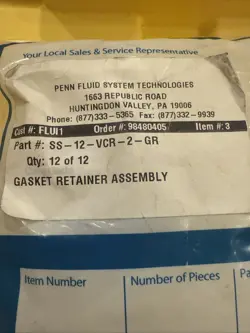 Your Local Sales & Service Representative
PENN FLUID SYSTEM TECHNOLOGIES
1663 REPUBLIC ROAD
HUNTINGDON VALLEY, PA 19006
Phone: (877)333-5365 Fax: (877)332-9939
Cust #: FLUI1 Order #: 98480405 Item #: 3
Part #: SS-12-VCR-2-GR
Qty: 12 of 12
GASKET RETAINER ASSEMBLY
Item Number Number of Pieces Pa